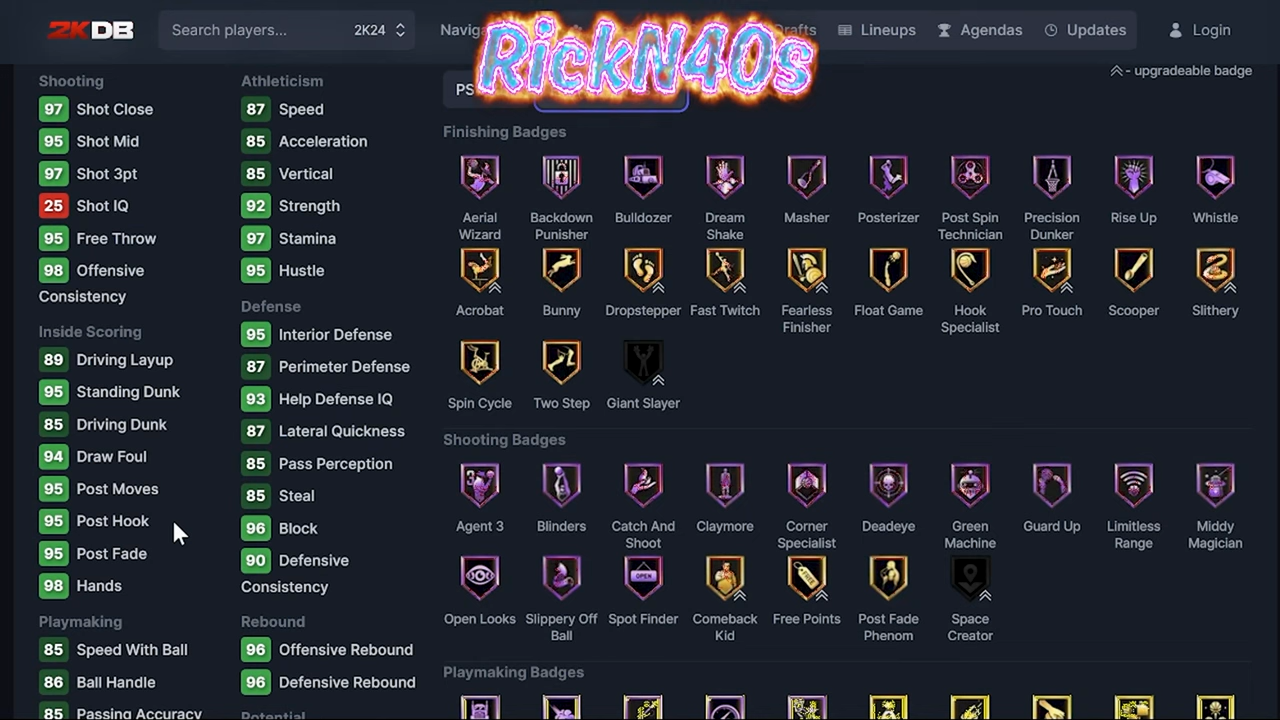 2KDB
Search players...
2K24
Lineups
Agendas
Updates
Login
RickN40s
- upgradeable badge
Shooting
97 Shot Close
95 Shot Mid
97 Shot 3pt
25 Shot IQ
95 Free Throw
98 Offensive
Consistency
Inside Scoring
89 Driving Layup
95 Standing Dunk
85 Driving Dunk
94 Draw Foul
95 Post Moves
95 Post Hook
95 Post Fade
98 Hands
Playmaking
85 Speed With Ball
86 Ball Handle
85 Passing Accuracy
Athleticism
87 Speed
85 Acceleration
85 Vertical
92 Strength
97 Stamina
95 Hustle
Defense
95 Interior Defense
87 Perimeter Defense
93 Help Defense IQ
87 Lateral Quickness
85 Pass Perception
85 Steal
96 Block
90 Defensive
Consistency
Rebound
96 Offensive Rebound
96 Defensive Rebound
Potential
Finishing Badges
Aerial Wizard
Backdown Punisher
Bulldozer
Dream Shake
Masher
Posterizer
Post Spin Technician
Precision Dunker
Rise Up
Whistle
Acrobat
Bunny
Dropstepper
Fast Twitch
Fearless Finisher
Float Game
Hook Specialist
Pro Touch
Scooper
Slithery
Spin Cycle
Two Step
Giant Slayer
Shooting Badges
Agent 3
Blinders
Catch And Shoot
Claymore
Corner Specialist
Deadeye
Green Machine
Guard Up
Limitless Range
Middy Magician
Open Looks
Slippery Off Ball
Spot Finder
Comeback Kid
Free Points
Post Fade Phenom
Space Creator
Playmaking Badges